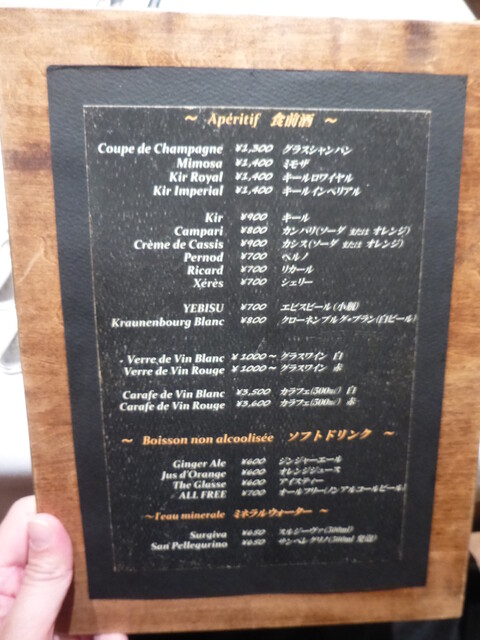 ～ Apéritif 食前酒 ～
Coupe de Champagne ¥1,300 グラスシャンパン
Mimosa ¥1,400 ミモザ
Kir Royal ¥1,400 キールロワイヤル
Kir Imperial ¥1,400 キールインペリアル
Kir ¥900 キール
Campari ¥800 カンパリ(ソーダ または オレンジ)
Crème de Cassis ¥900 カシス(ソーダ または オレンジ)
Pernod ¥700 ペルノ
Ricard ¥700 リカール
Xérès ¥700 シェリー
YEBISU ¥700 エビスビール(小瓶)
Kraunenbourg Blanc ¥800 クローネンブルグ・ブラン(白ビール)
Verre de Vin Blanc ¥1000～ グラスワイン 白
Verre de Vin Rouge ¥1000～ グラスワイン 赤
Carafe de Vin Blanc ¥3,500 カラフェ(500ml) 白
Carafe de Vin Rouge ¥3,600 カラフェ(500ml) 赤
～ Boisson non alcoolisée ソフトドリンク ～
Ginger Ale ¥600 ジンジャーエール
Jus d'Orange ¥600 オレンジジュース
The Glasse ¥600 アイスティー
ALL FREE ¥700 オールフリー(ノンアルコールビール)
～l'eau minerale ミネラルウォーター～
Surgiva ¥650 スルジーヴァ(500ml)
San Pellegurino ¥650 サンペレグリノ(500ml 発泡)